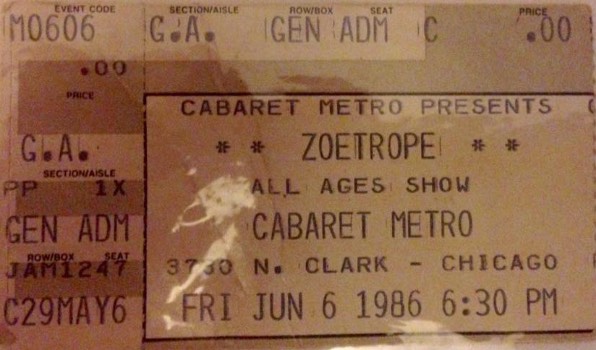 EVENT CODE SECTION/AISLE ROW/BOX SEAT PRICE
M0606 G.A. GEN ADM C .00
.00
PRICE
CABARET METRO PRESENTS
G.A. * * ZOETROPE * *
SECTION/AISLE
PP 1X ALL AGES SHOW
GEN ADM CABARET METRO
ROW/BOX SEAT
JAM1247 3730 N. CLARK - CHICAGO
C29MAY6 FRI JUN 6 1986 6:30 PM